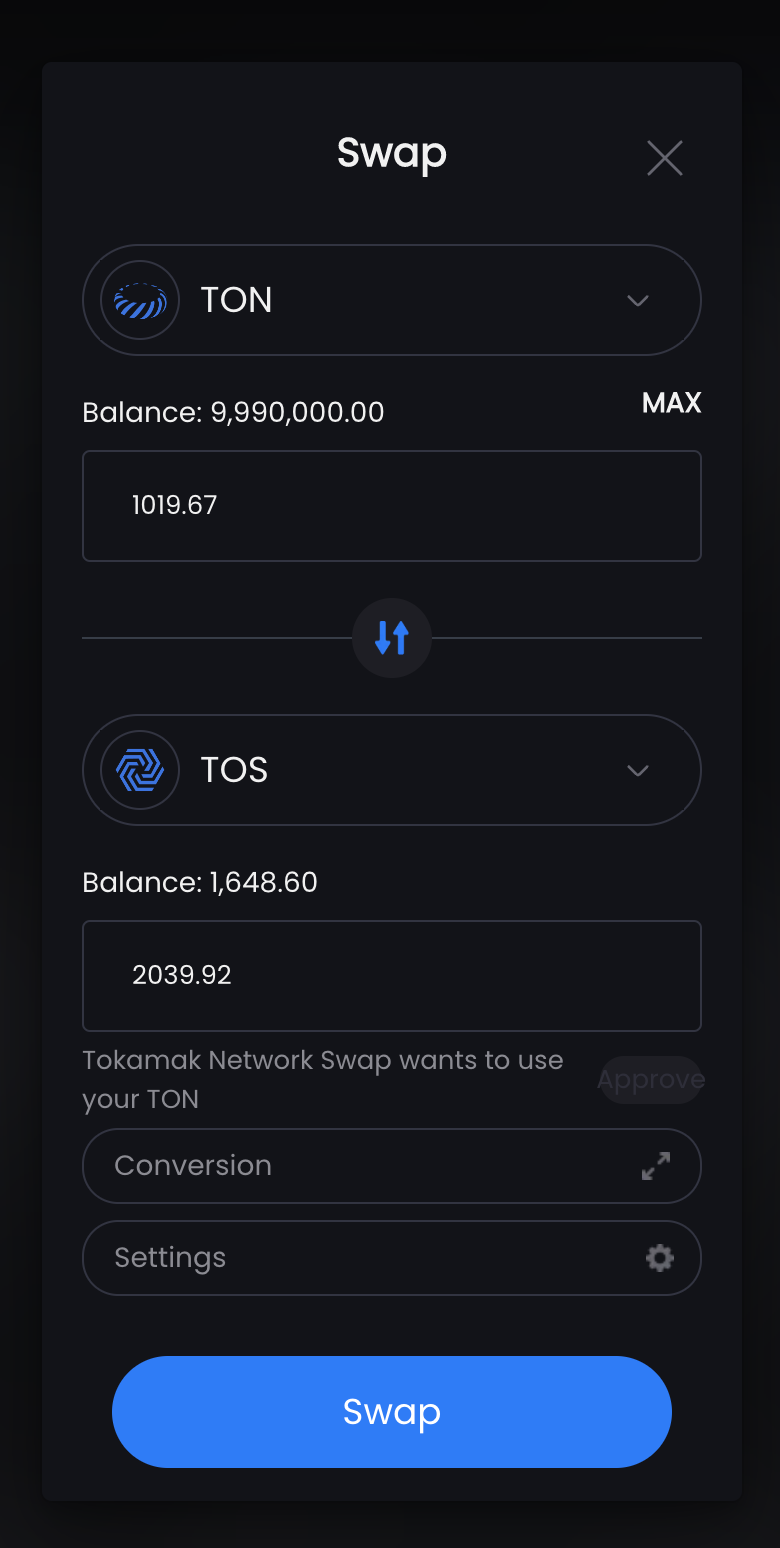 Swap
TON
Balance: 9,990,000.00
MAX
1019.67
TOS
Balance: 1,648.60
2039.92
Tokamak Network Swap wants to use
your TON
Approve
Conversion
Settings
Swap